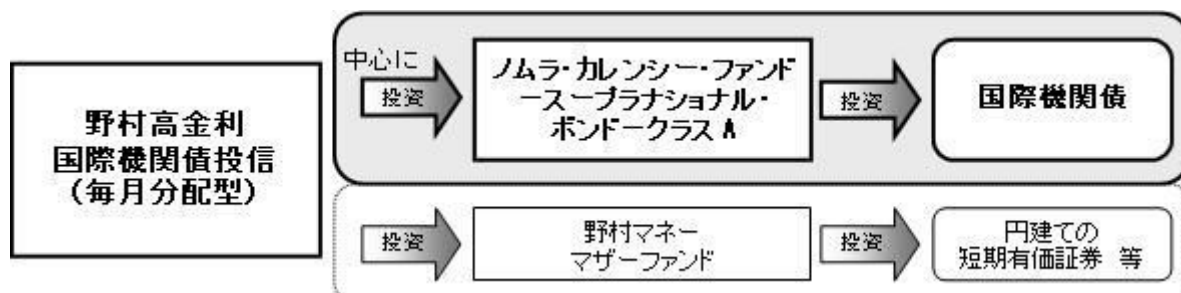 野村高金利
国際機関債投信
(毎月分配型)
中心に
投資
ノムラ・カレンシー・ファンド
ースープラナショナル・
ボンドークラス A
投資
国際機関債
投資
野村マネー
マザーファンド
投資
円建ての
短期有価証券 等